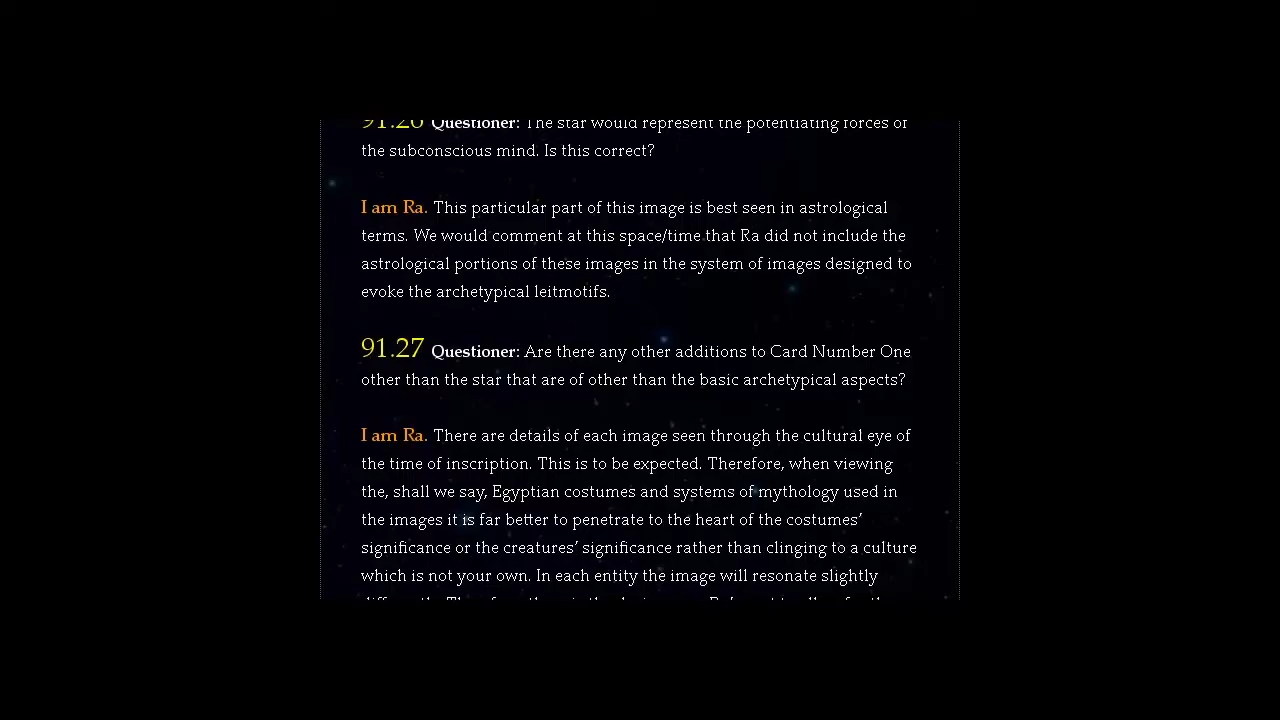 91.26 Questioner: The star would represent the potentiating forces of
the subconscious mind. Is this correct?
I am Ra. This particular part of this image is best seen in astrological
terms. We would comment at this space/time that Ra did not include the
astrological portions of these images in the system of images designed to
evoke the archetypical leitmotifs.
91.27 Questioner: Are there any other additions to Card Number One
other than the star that are of other than the basic archetypical aspects?
I am Ra. There are details of each image seen through the cultural eye of
the time of inscription. This is to be expected. Therefore, when viewing
the, shall we say, Egyptian costumes and systems of mythology used in
the images it is far better to penetrate to the heart of the costumes’
significance or the creatures’ significance rather than clinging to a culture
which is not your own. In each entity the image will resonate slightly